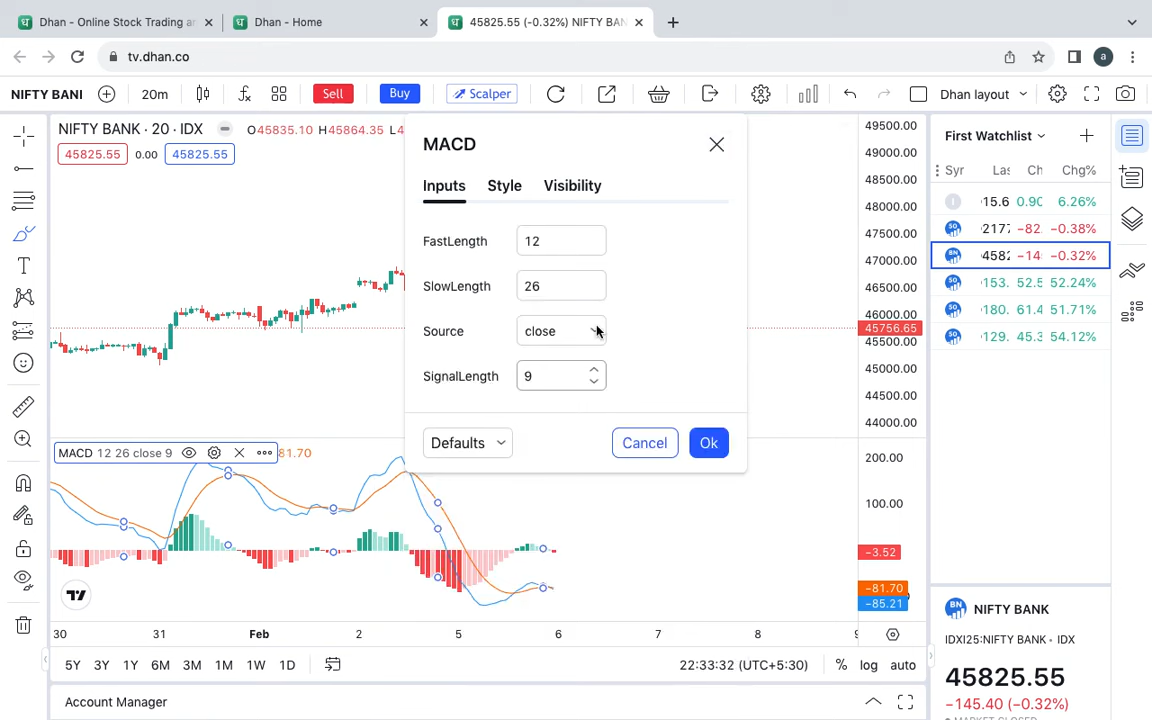 Dhan - Online Stock Trading an
Dhan - Home
45825.55 (-0.32%) NIFTY BAN
tv.dhan.co
a
NIFTY BANI
20m
Sell
Buy
Scalper
Dhan layout
NIFTY BANK · 20 · IDX
O45835.10 H45864.35 L4
45825.55
0.00
45825.55
MACD
Inputs
Style
Visibility
FastLength
12
SlowLength
26
Source
close
SignalLength
9
Defaults
Cancel
Ok
49500.00
49000.00
48500.00
48000.00
47500.00
47000.00
46500.00
46000.00
45756.65
45500.00
45000.00
44500.00
44000.00
MACD 12 26 close 9
81.70
200.00
100.00
−3.52
−81.70
−85.21
30
31
Feb
2
5
6
7
8
5Y
3Y
1Y
6M
3M
1M
1W
1D
22:33:32 (UTC+5:30)
%
log
auto
Account Manager
First Watchlist
Syr
Las
Ch
Chg%
15.6
0.90
6.26%
2177
−82.
−0.38%
4582
−14
−0.32%
153.
52.5
52.24%
180.
61.4
51.71%
129.
45.3
54.12%
BN
NIFTY BANK
IDXI25:NIFTY BANK • IDX
45825.55
−145.40 (−0.32%)
MARKET CLOSED